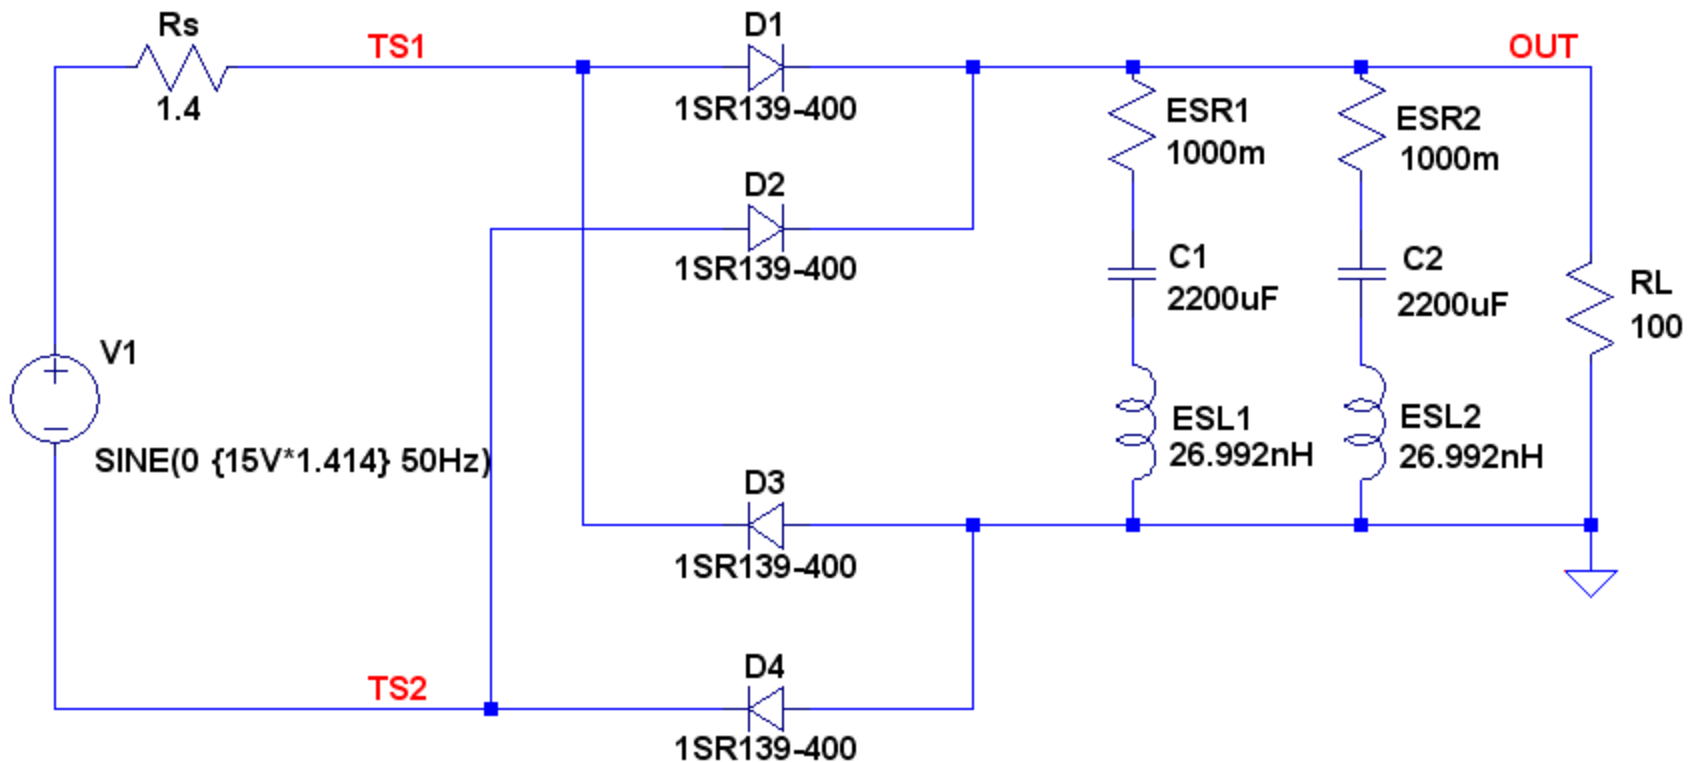 Rs
TS1
1.4
D1
1SR139-400
OUT
ESR1
1000m
ESR2
1000m
D2
1SR139-400
C1
2200uF
C2
2200uF
RL
100
V1
SINE(0 {15V*1.414} 50Hz)
ESL1
26.992nH
ESL2
26.992nH
D3
1SR139-400
TS2
D4
1SR139-400